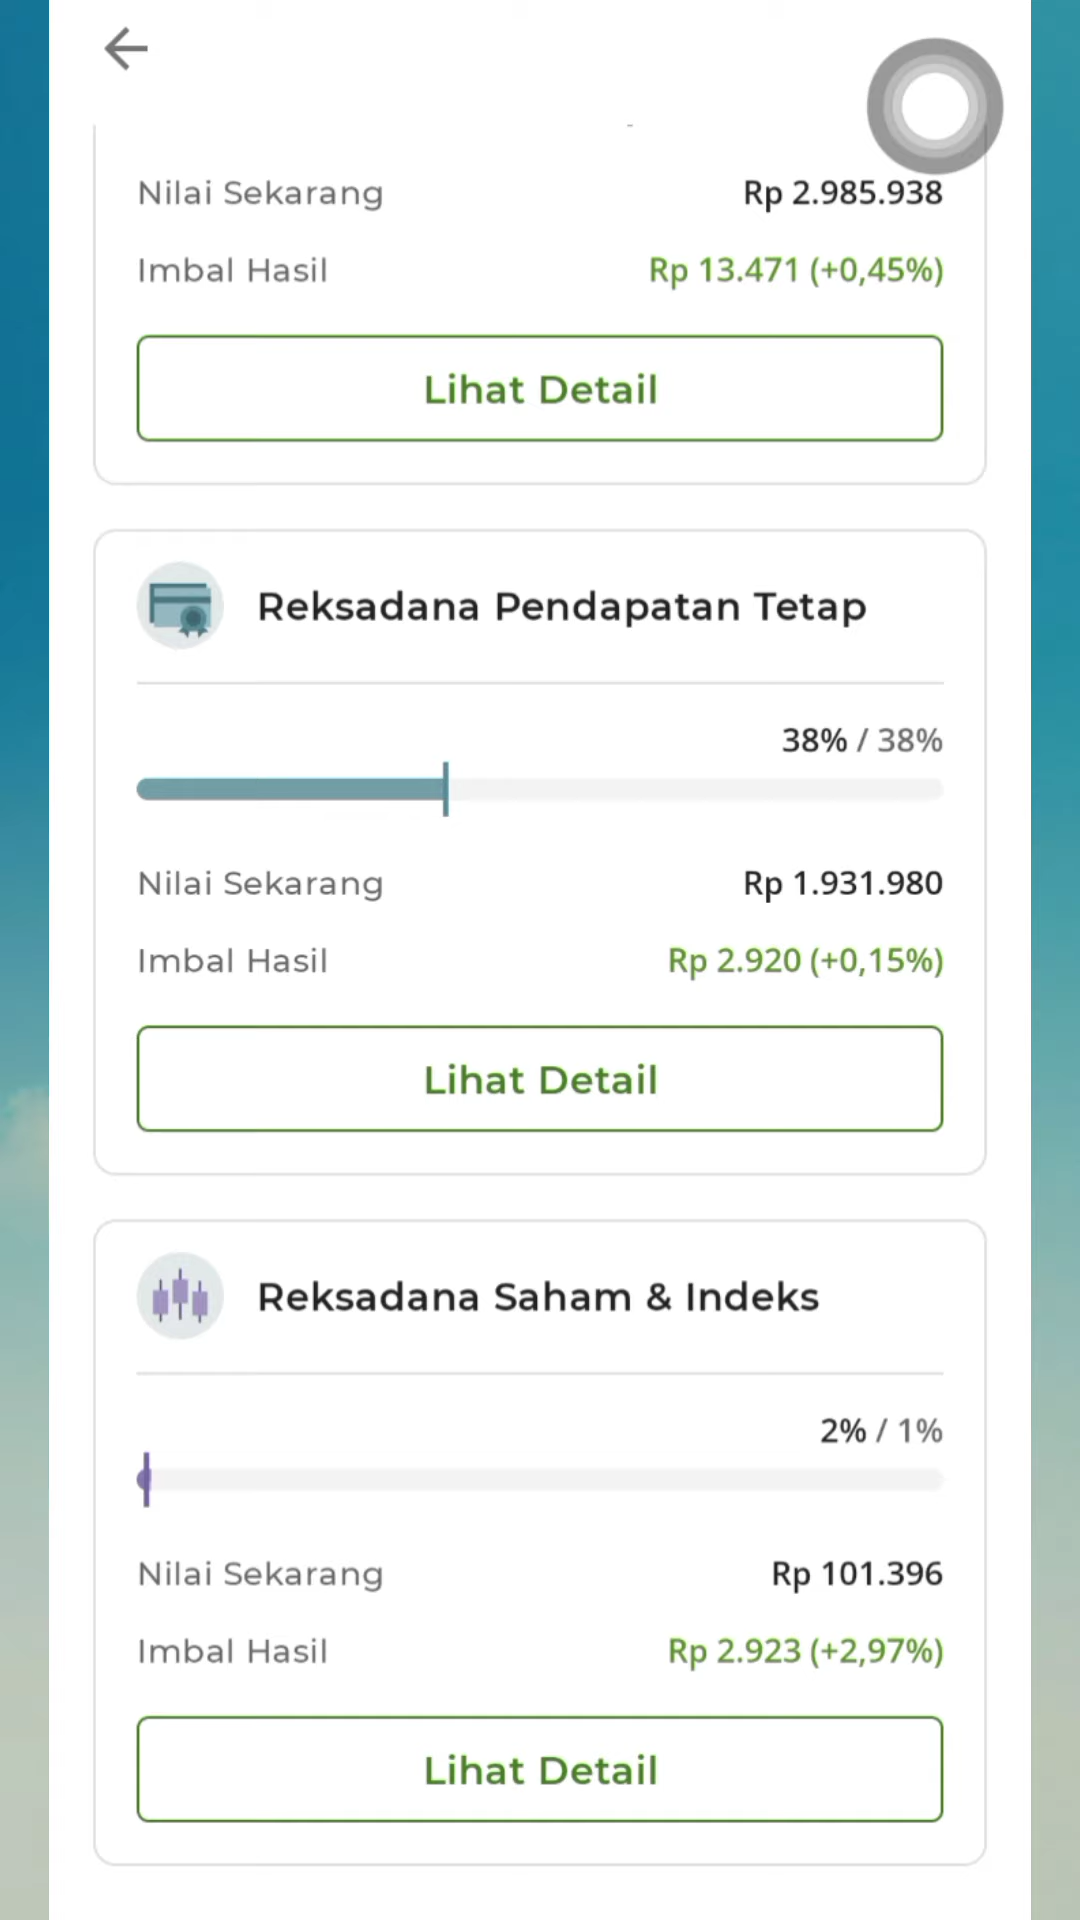 Nilai Sekarang Rp 2.985.938
Imbal Hasil Rp 13.471 (+0,45%)
Lihat Detail
Reksadana Pendapatan Tetap
38% / 38%
Nilai Sekarang Rp 1.931.980
Imbal Hasil Rp 2.920 (+0,15%)
Lihat Detail
Reksadana Saham & Indeks
2% / 1%
Nilai Sekarang Rp 101.396
Imbal Hasil Rp 2.923 (+2,97%)
Lihat Detail